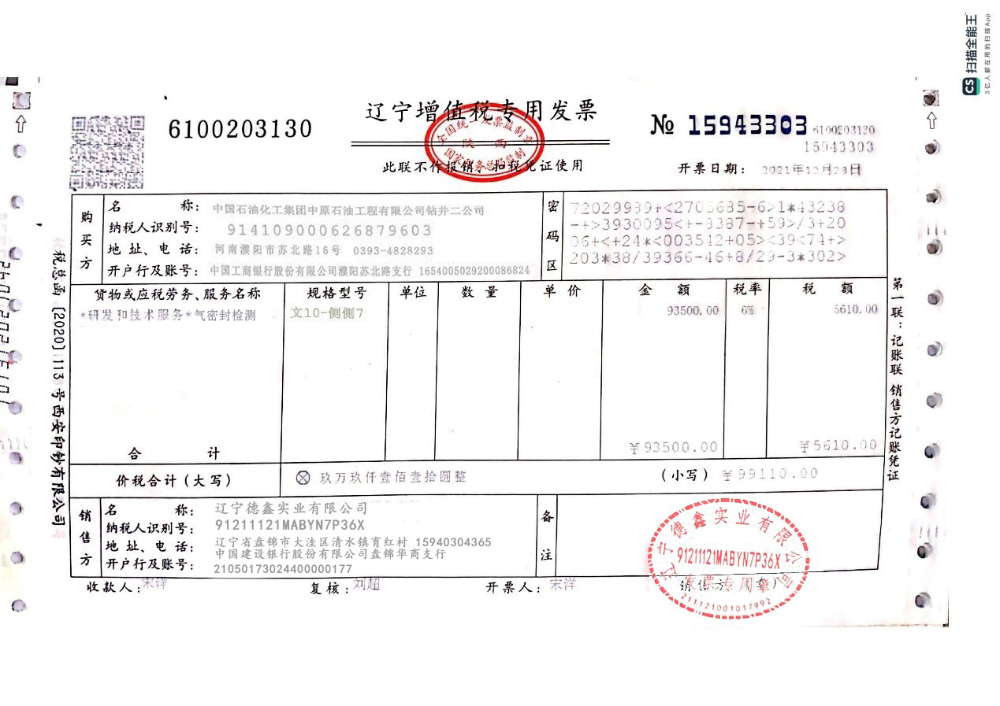 CS 扫描全能王
3亿人都在用的扫描App
辽宁增值税专用发票
6100203130
№ 15943303
6100203130
15943303
全国统一发票监制章
陕 西
国家税务总局监制
此联不作报销、扣税凭证使用
开票日期: 2021年12月28日
购买方
名 称: 中国石油化工集团中原石油工程有限公司钻井二公司
纳税人识别号: 914109000626879603
地址、电话: 河南濮阳市苏北路16号 0393-4828293
开户行及账号: 中国工商银行股份有限公司濮阳苏北路支行 1654005029200086824
密码区
72029939+<2705635-6>1*43238
-+>3930095<+-3387-+59>/3+20
06+<+24*<003542+05><39<74+>
203*38/39366-46+8/29-3*302>
货物或应税劳务、服务名称 规格型号 单位 数 量 单 价 金 额 税率 税 额
*研发和技术服务*气密封检测 文10-侧侧7 93500.00 6% 5610.00
合 计 ¥93500.00 ¥5610.00
价税合计(大写) ⊗ 玖万玖仟壹佰壹拾圆整 (小写) ¥99110.00
销售方
名 称: 辽宁德鑫实业有限公司
纳税人识别号: 91211121MABYN7P36X
地址、电话: 辽宁省盘锦市大洼区清水镇育红村 15940304365
开户行及账号: 中国建设银行股份有限公司盘锦华商支行
21050173024400000177
备注
收款人: 宋洋 复核: 刘超 开票人: 宋洋 销售方:(章)
辽宁德鑫实业有限公司
91211121MABYN7P36X
发票专用章
211121001017992
税总函〔2020〕113号西安印钞有限公司
第一联:记账联 销售方记账凭证